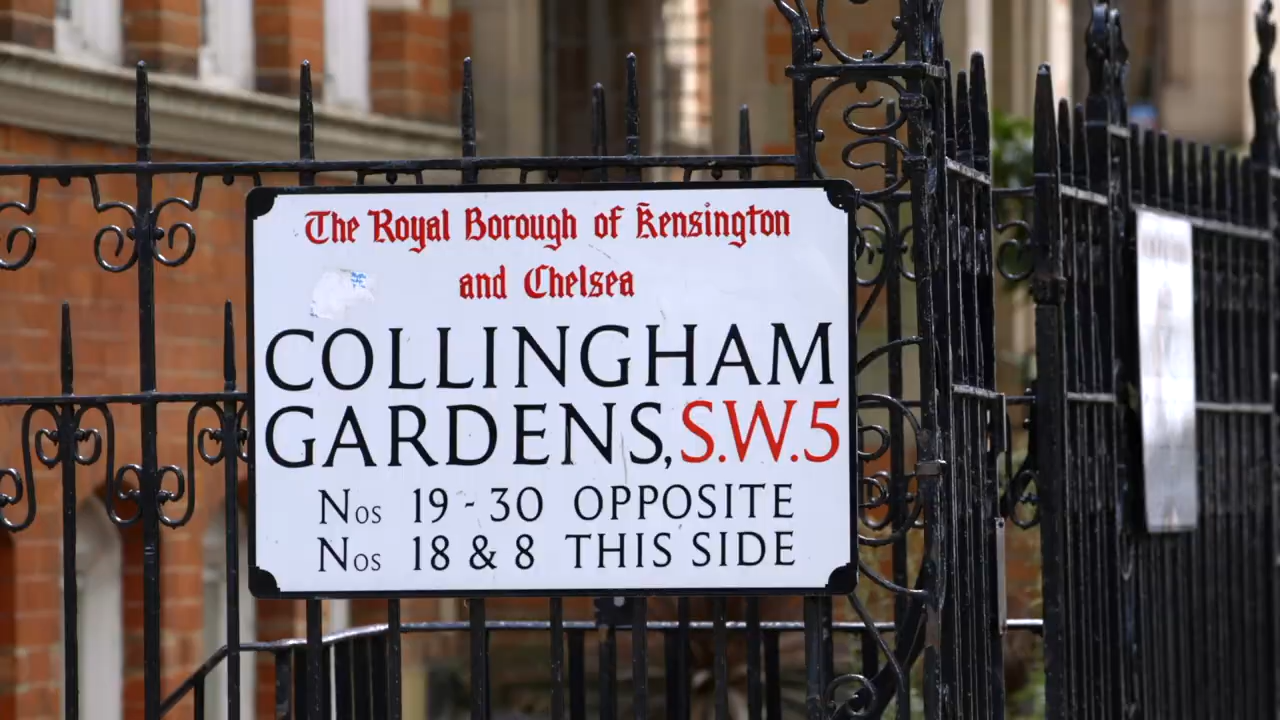 The Royal Borough of Kensington
and Chelsea
COLLINGHAM
GARDENS, S.W.5
Nos 19 - 30 OPPOSITE
Nos 18 & 8 THIS SIDE